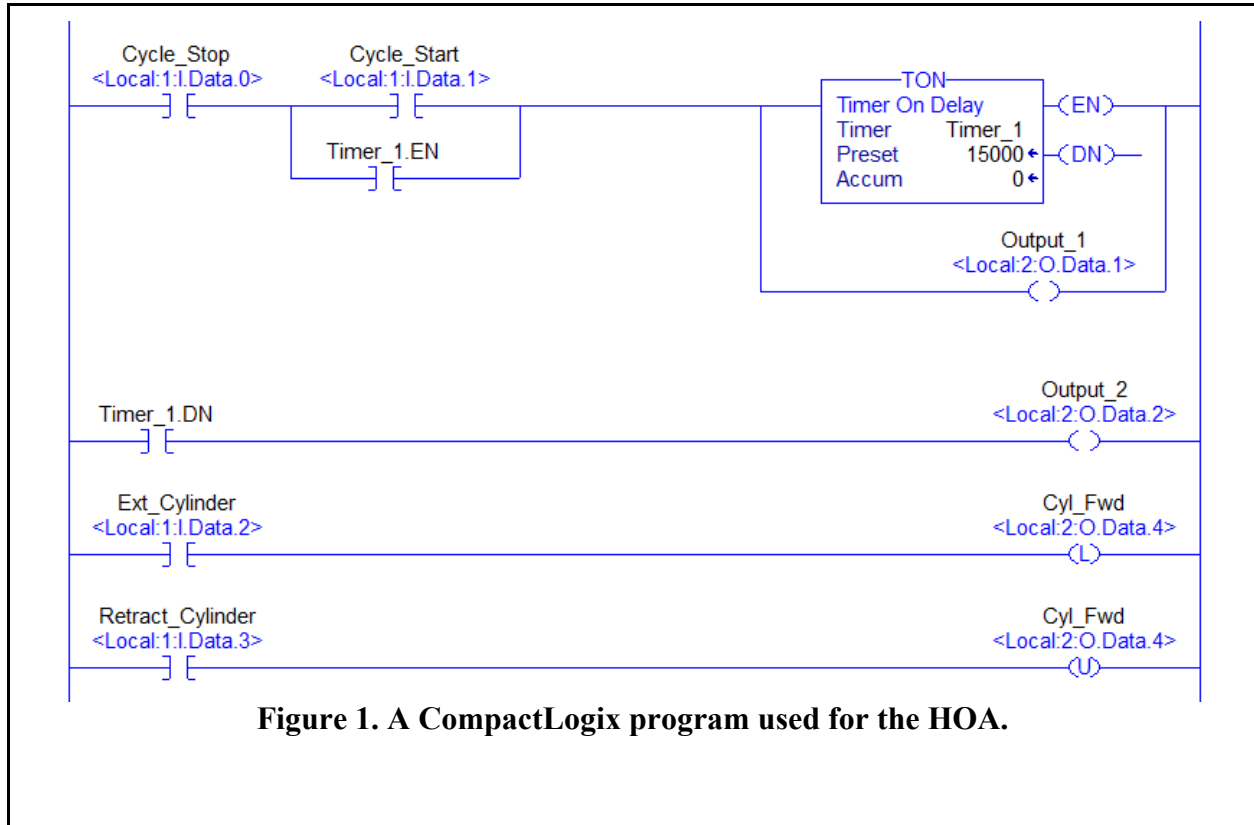 Cycle_Stop
<Local:1:I.Data.0>
Cycle_Start
<Local:1:I.Data.1>
Timer_1.EN
TON
Timer On Delay
Timer Timer_1
Preset 15000
Accum 0
EN
DN
Output_1
<Local:2:O.Data.1>
Timer_1.DN
Output_2
<Local:2:O.Data.2>
Ext_Cylinder
<Local:1:I.Data.2>
Cyl_Fwd
<Local:2:O.Data.4>
L
Retract_Cylinder
<Local:1:I.Data.3>
Cyl_Fwd
<Local:2:O.Data.4>
U
Figure 1. A CompactLogix program used for the HOA.